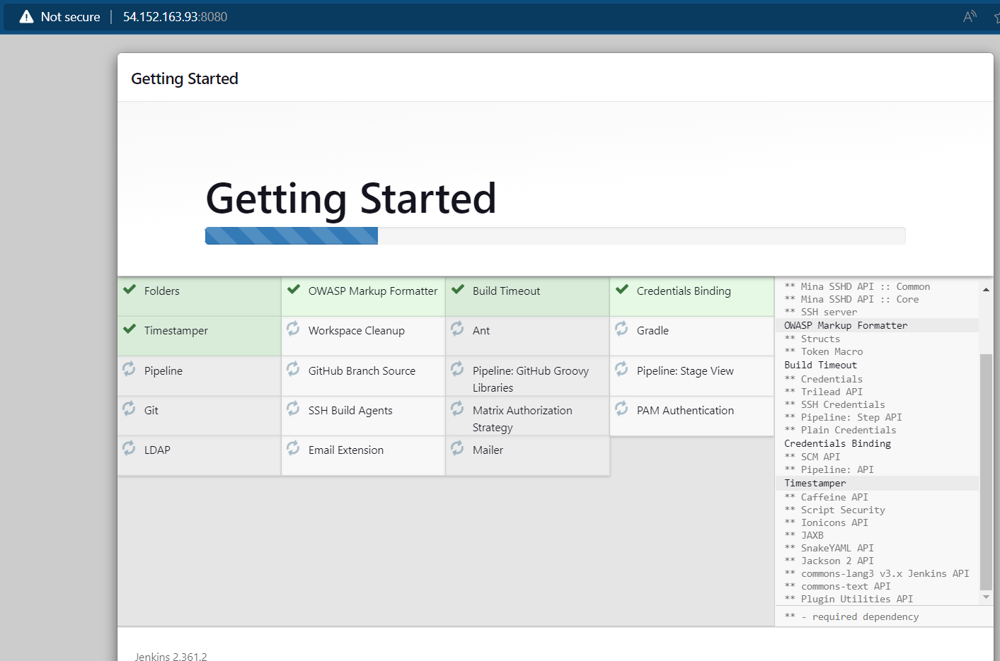 Not secure | 54.152.163.93:8080
Getting Started
Getting Started
Folders
OWASP Markup Formatter
Build Timeout
Credentials Binding
Timestamper
Workspace Cleanup
Ant
Gradle
Pipeline
GitHub Branch Source
Pipeline: GitHub Groovy
Libraries
Pipeline: Stage View
Git
SSH Build Agents
Matrix Authorization
Strategy
PAM Authentication
LDAP
Email Extension
Mailer
** Mina SSHD API :: Common
** Mina SSHD API :: Core
** SSH server
OWASP Markup Formatter
** Structs
** Token Macro
Build Timeout
** Credentials
** Trilead API
** SSH Credentials
** Pipeline: Step API
** Plain Credentials
Credentials Binding
** SCM API
** Pipeline: API
Timestamper
** Caffeine API
** Script Security
** Ionicons API
** JAXB
** SnakeYAML API
** Jackson 2 API
** commons-lang3 v3.x Jenkins API
** commons-text API
** Plugin Utilities API
** - required dependency
Jenkins 2.361.2